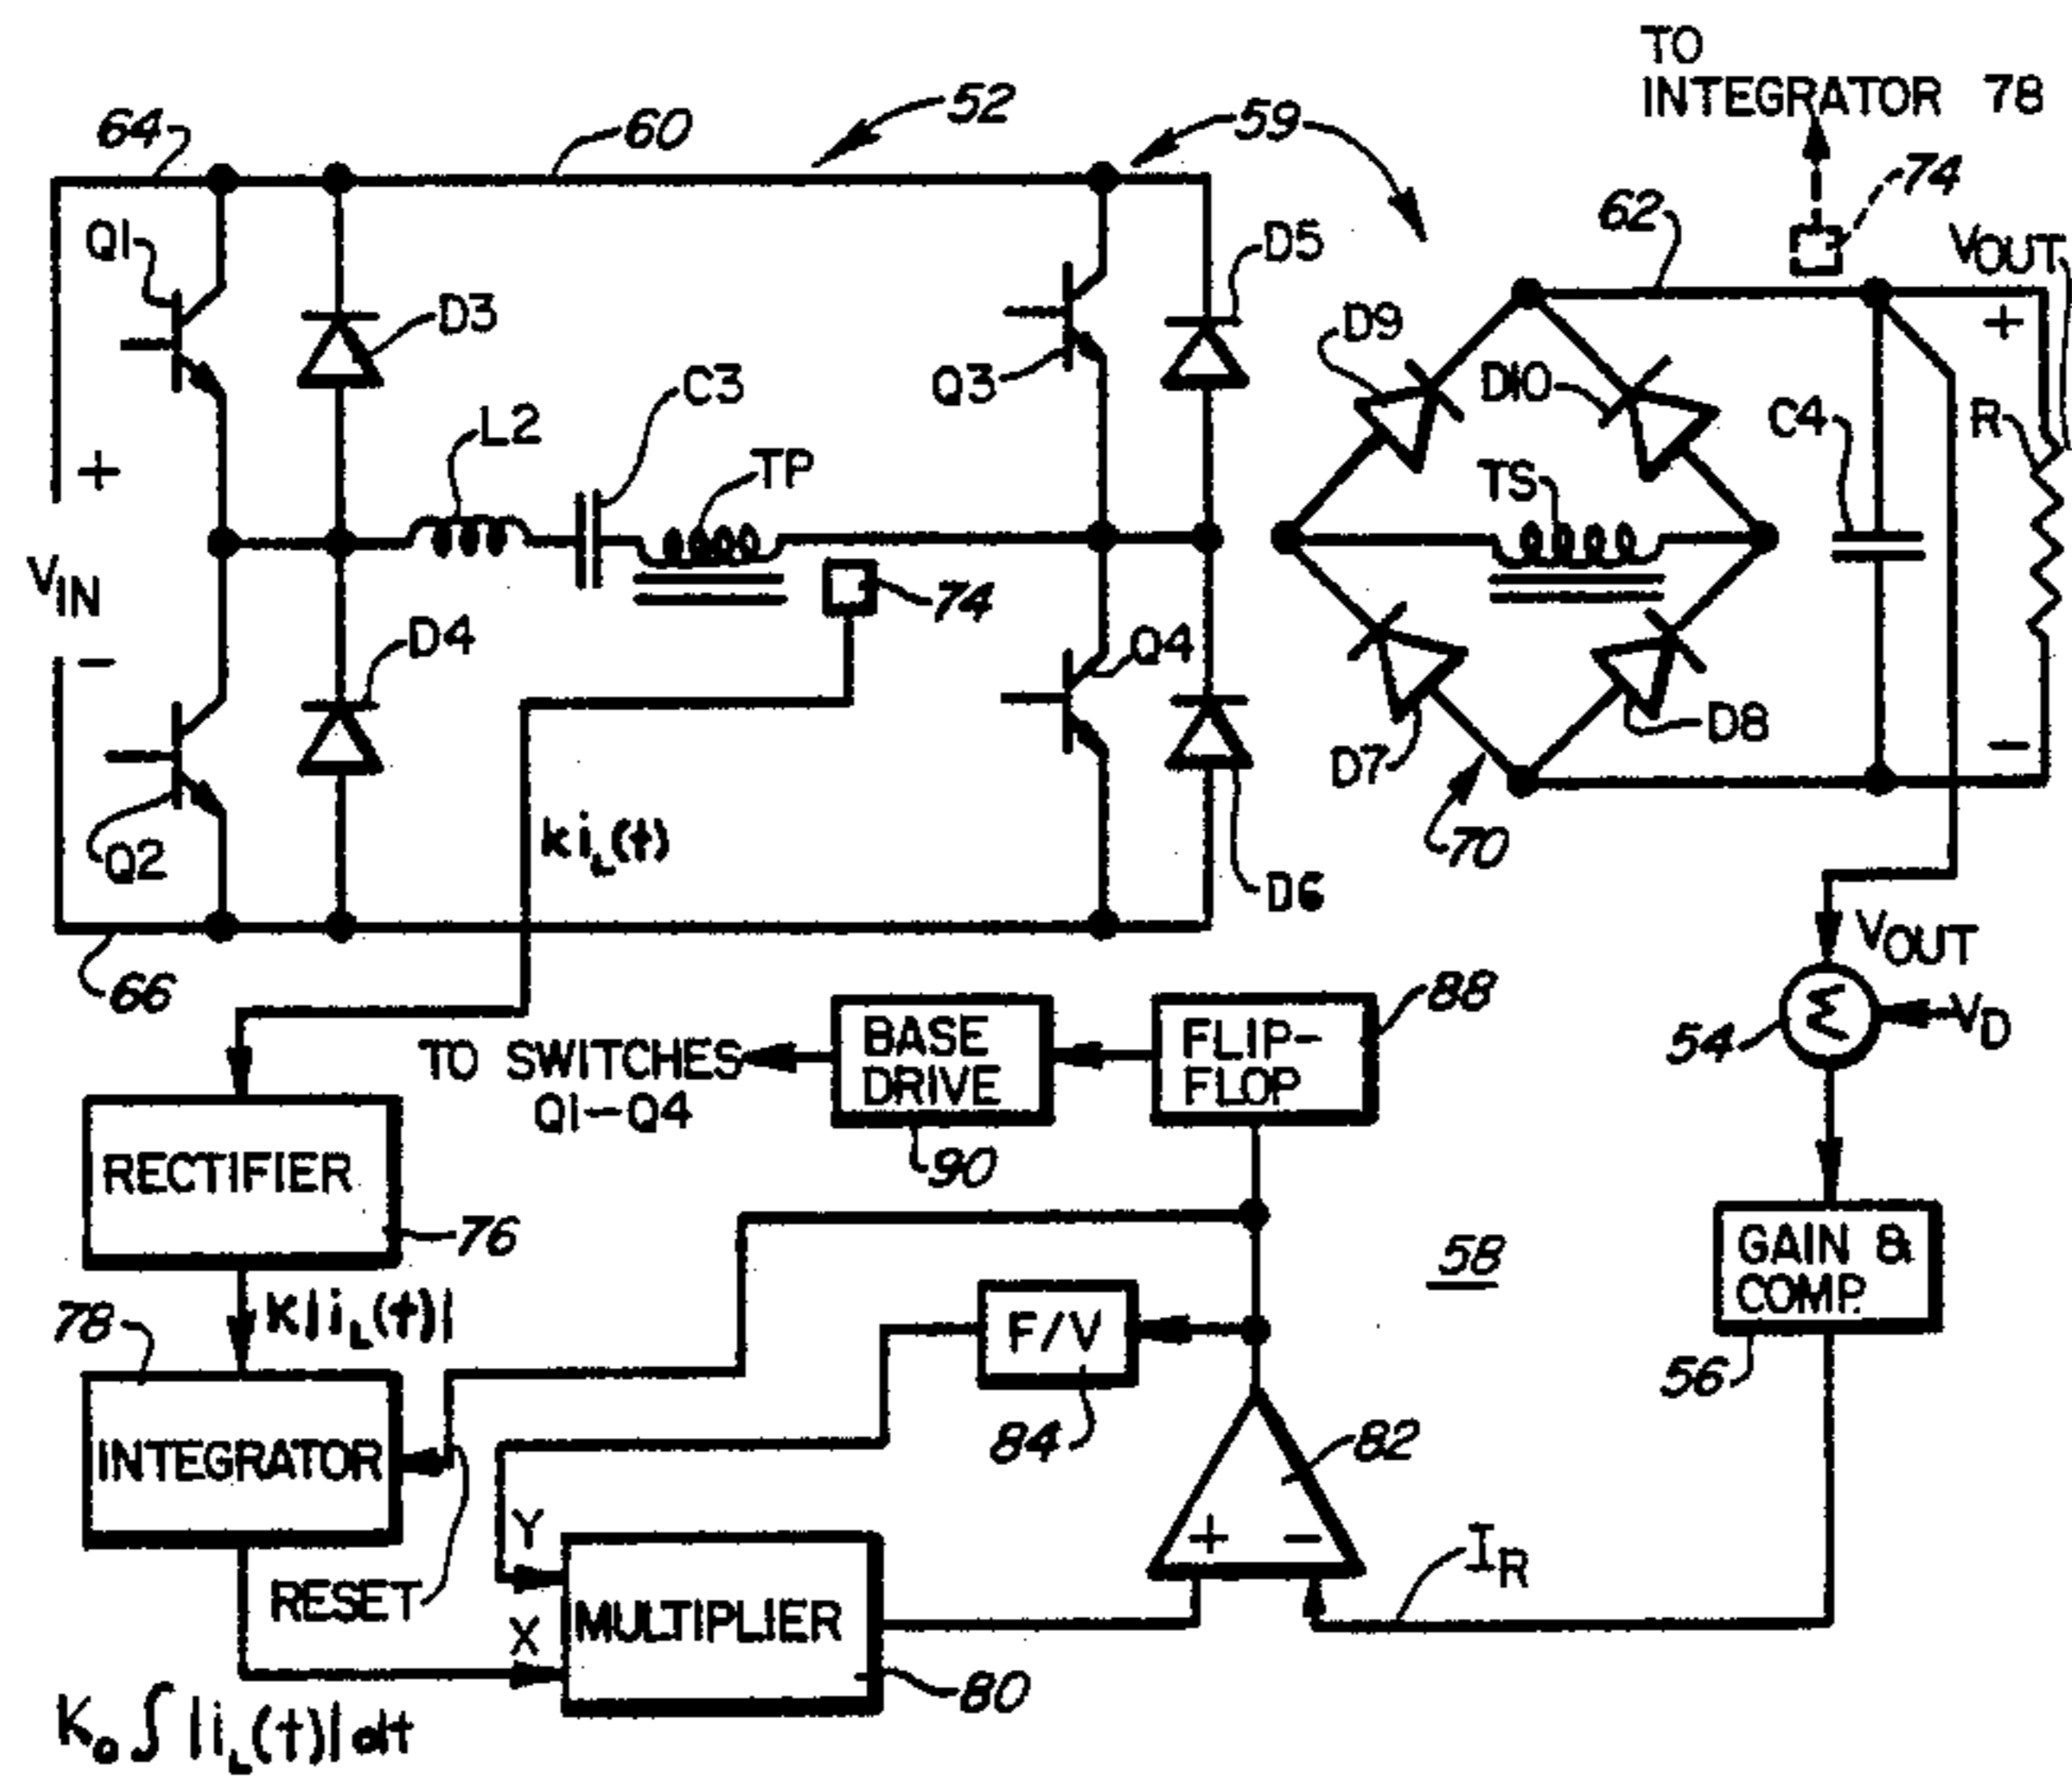 TO
INTEGRATOR 78
64
60
52
59
74
62
VOUT
Q1
D3
D5
D9
D10
C3
Q3
C4
R
+
L2
TP
TS
+
VIN
−
74
D4
Q4
D7
D8
−
70
Q2
kiL(t)
D6
66
VOUT
54
Σ
VD
TO SWITCHES
Q1–Q4
BASE
DRIVE
90
FLIP-
FLOP
88
RECTIFIER
76
58
GAIN &
COMP.
56
K|iL(t)|
78
F/V
84
INTEGRATOR
82
+ −
IR
RESET
Y
X
MULTIPLIER
80
Ko∫|iL(t)|dt